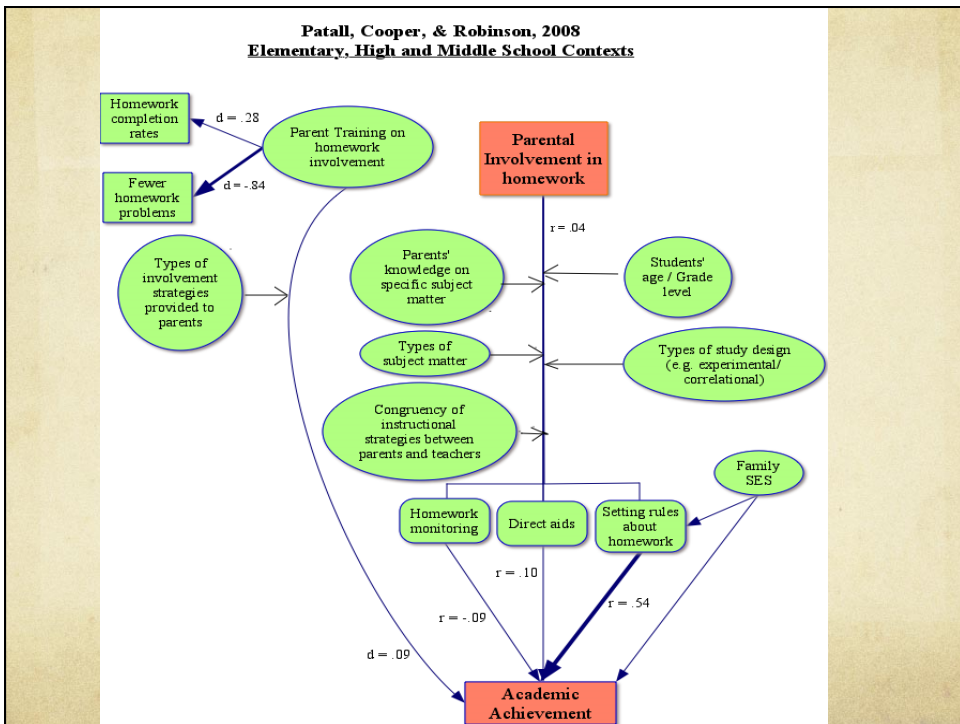 Patall, Cooper, & Robinson, 2008
Elementary, High and Middle School Contexts
Homework
completion
rates
d = .28
Parent Training on
homework
involvement
Parental
Involvement in
homework
Fewer
homework
problems
d = -.84
r = .04
Types of
involvement
strategies
provided to
parents
Parents'
knowledge on
specific subject
matter
Students'
age / Grade
level
Types of
subject matter
Types of study design
(e.g. experimental/
correlational)
Congruency of
instructional
strategies between
parents and teachers
Family
SES
Homework
monitoring
Direct aids
Setting rules
about
homework
r = .10
r = .54
r = -.09
d = .09
Academic
Achievement